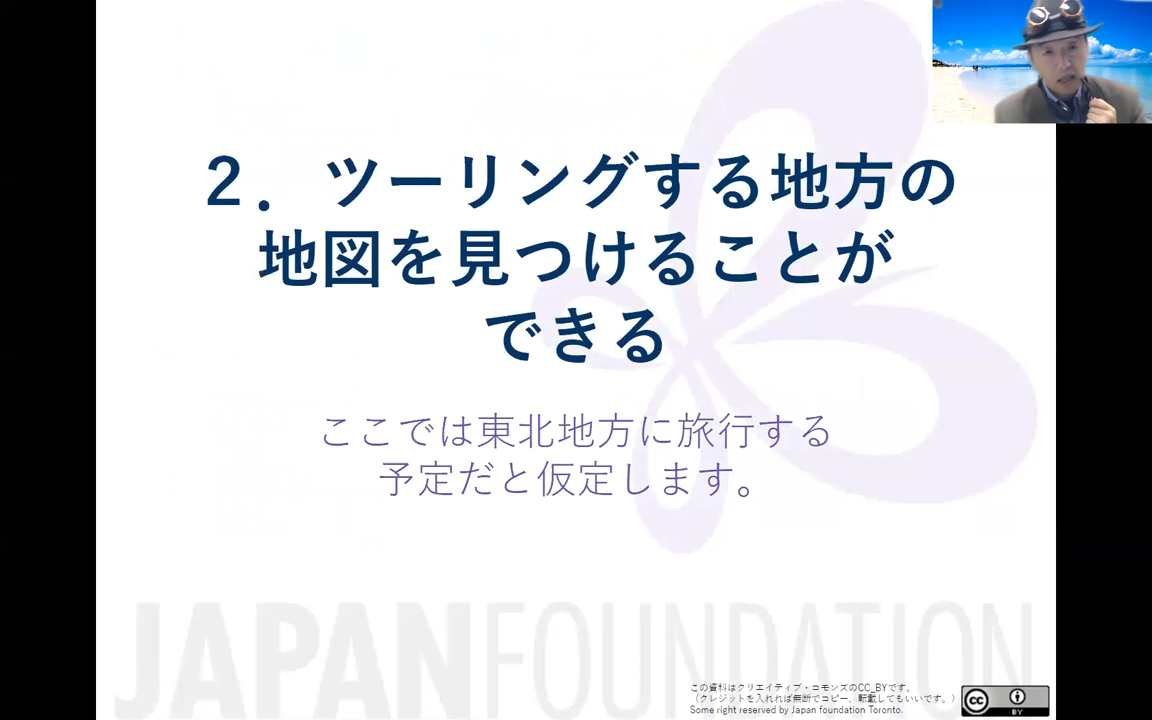 ２．ツーリングする地方の
地図を見つけることが
できる
ここでは東北地方に旅行する
予定だと仮定します。
JAPANFOUNDATION
この資料はクリエイティブ・コモンズのCC_BYです。
（クレジットを入れれば無断でコピー、転載してもいいです。）
Some right reserved by Japan foundation Toronto.
cc
BY